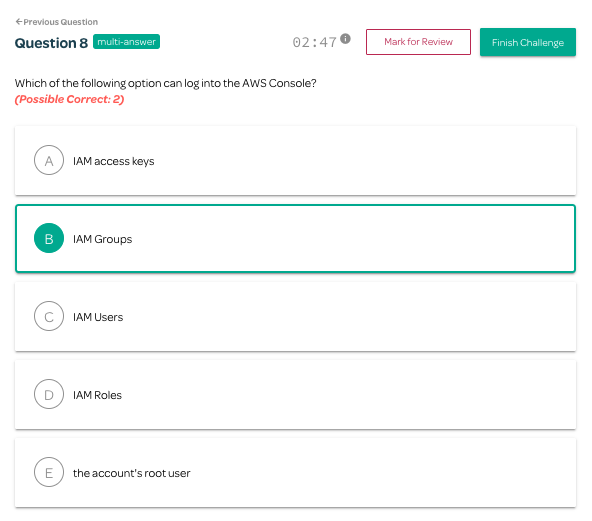 ←Previous Question
Question 8 multi-answer 02:47 i Mark for Review Finish Challenge
Which of the following option can log into the AWS Console?
(Possible Correct: 2)
A IAM access keys
B IAM Groups
C IAM Users
D IAM Roles
E the account's root user